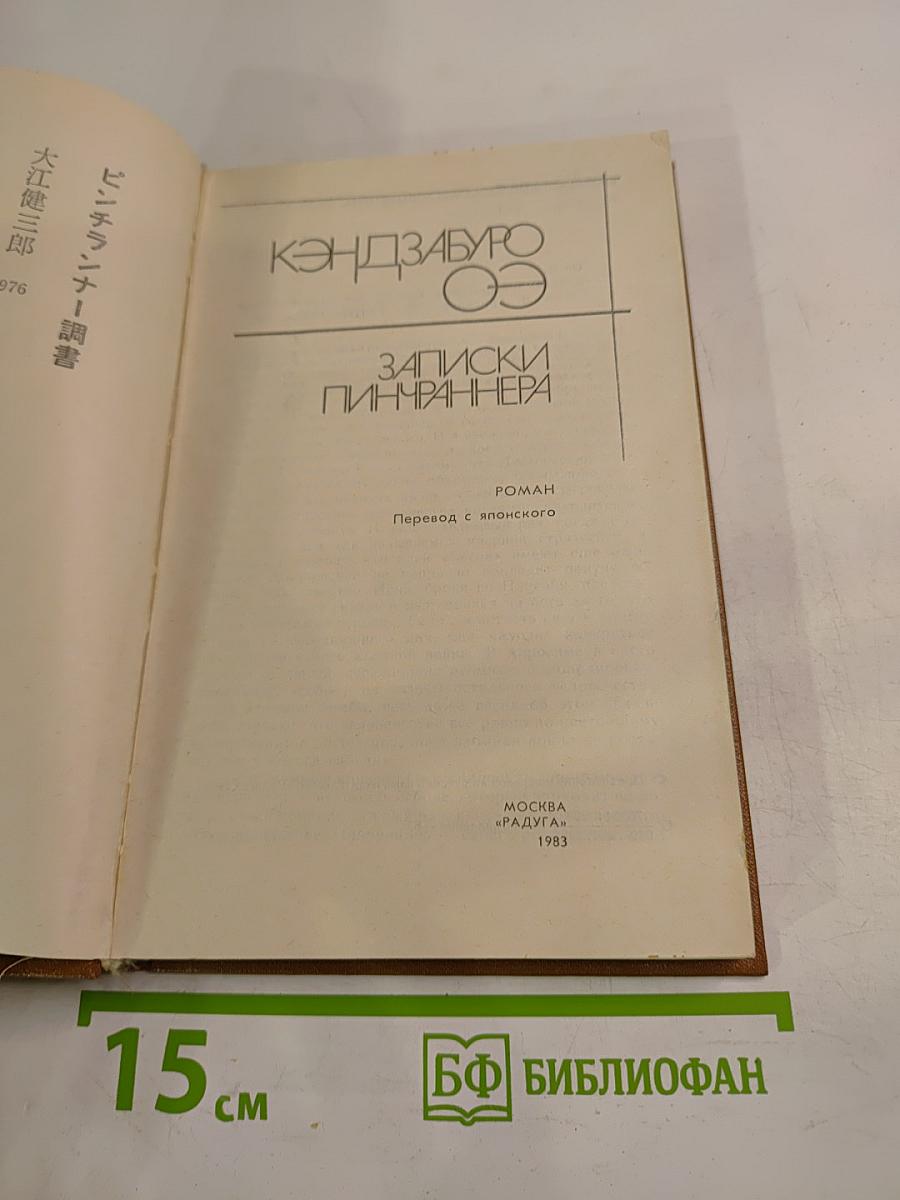 ピンチランナー調書
大江健三郎
976
КЭНДЗАБУРО
ОЭ
ЗАПИСКИ
ПИНЧРАННЕРА
РОМАН
Перевод с японского
МОСКВА
«РАДУГА»
1983
15 см
БФ БИБЛИОФАН